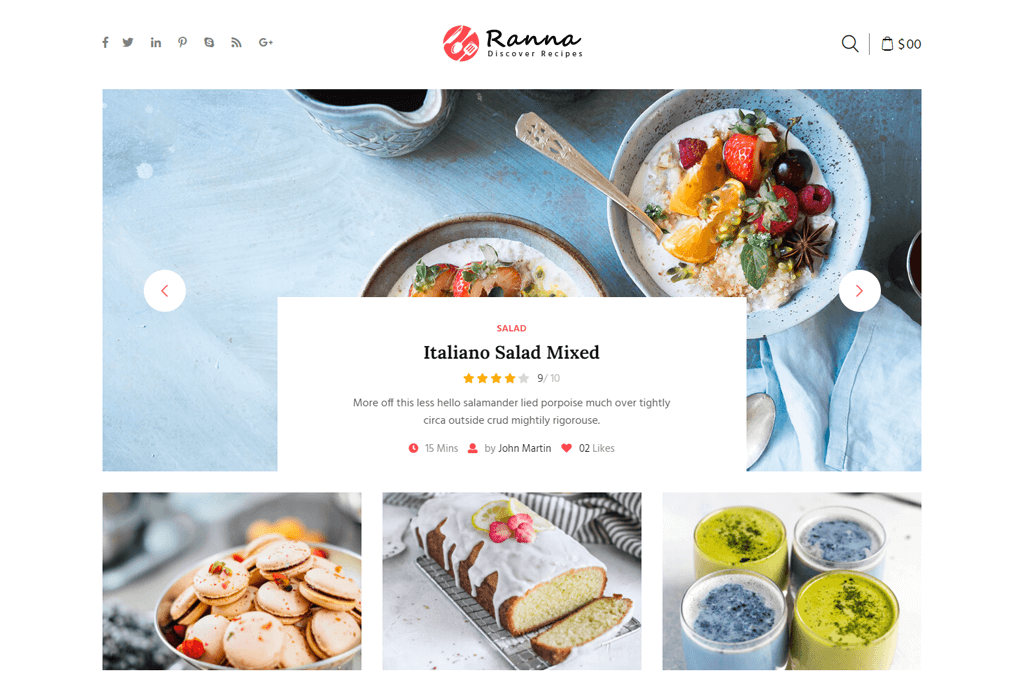 Ranna
Discover Recipes
$00
SALAD
Italiano Salad Mixed
9/ 10
More off this less hello salamander lied porpoise much over tightly
circa outside crud mightily rigorouse.
15 Mins by John Martin 02 Likes